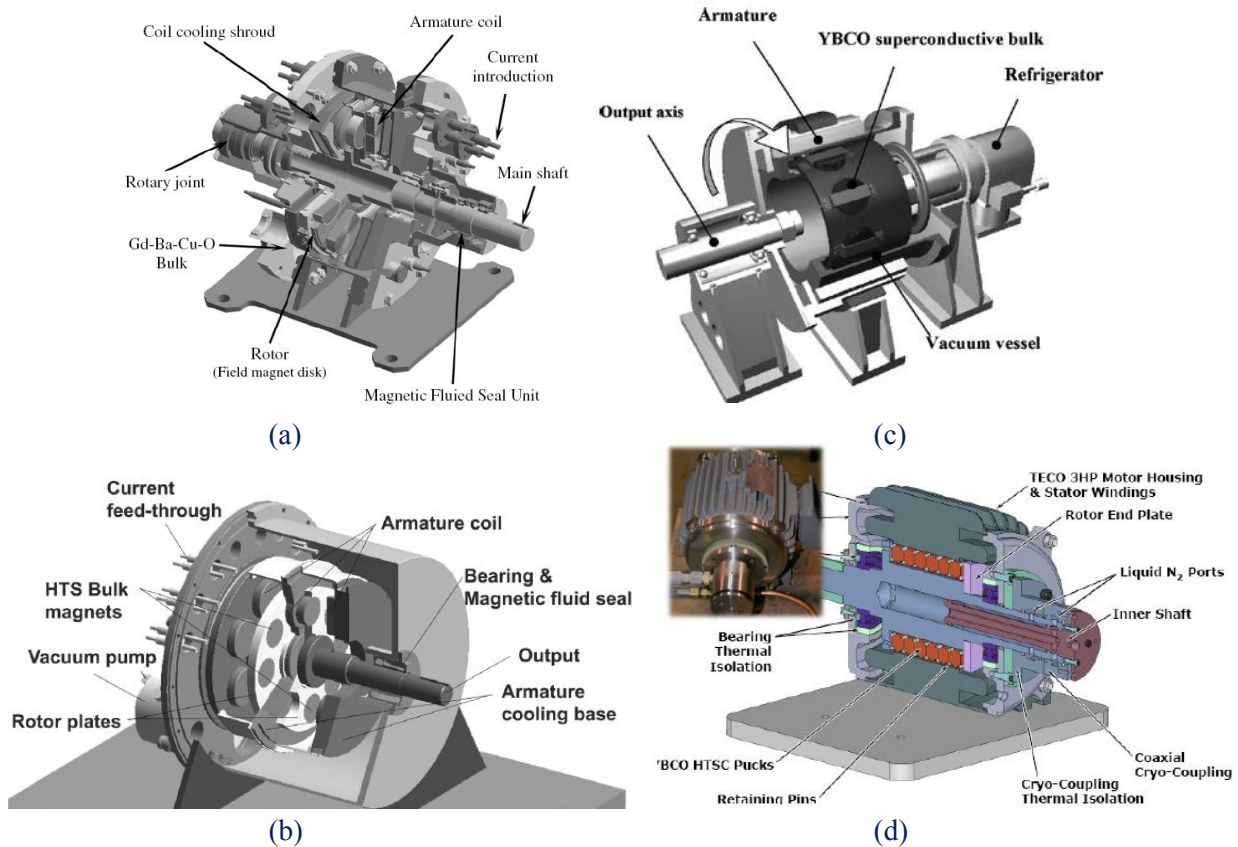 Armature coil
Coil cooling shroud
Current
introduction
Rotary joint
Main shaft
Gd-Ba-Cu-O
Bulk
Rotor
(Field magnet disk)
Magnetic Fluied Seal Unit
(a)
Armature
YBCO superconductive bulk
Refrigerator
Output axis
Vacuum vessel
(c)
Current
feed-through
Armature coil
HTS Bulk
magnets
Bearing &
Magnetic fluid seal
Vacuum pump
Output
Rotor plates
Armature
cooling base
(b)
TECO 3HP Motor Housing
& Stator Windings
Rotor End Plate
Liquid N₂ Ports
Inner Shaft
Bearing
Thermal
Isolation
BCO HTSC Pucks
Retaining Pins
Coaxial
Cryo-Coupling
Cryo-Coupling
Thermal Isolation
(d)